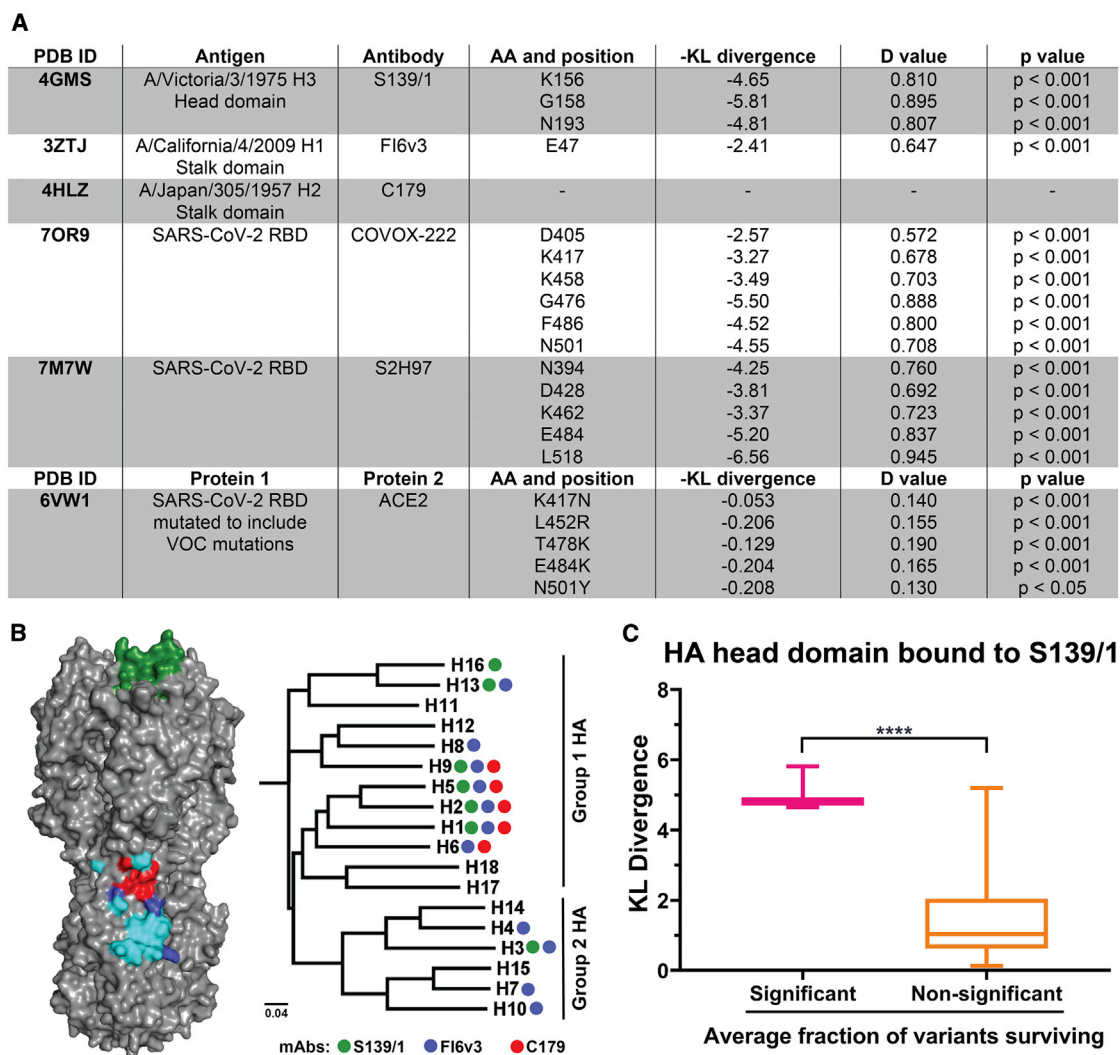 A
PDB ID Antigen Antibody AA and position -KL divergence D value p value
4GMS A/Victoria/3/1975 H3 S139/1 K156 -4.65 0.810 p < 0.001
Head domain G158 -5.81 0.895 p < 0.001
N193 -4.81 0.807 p < 0.001
3ZTJ A/California/4/2009 H1 FI6v3 E47 -2.41 0.647 p < 0.001
Stalk domain
4HLZ A/Japan/305/1957 H2 C179 - - - -
Stalk domain
7OR9 SARS-CoV-2 RBD COVOX-222 D405 -2.57 0.572 p < 0.001
K417 -3.27 0.678 p < 0.001
K458 -3.49 0.703 p < 0.001
G476 -5.50 0.888 p < 0.001
F486 -4.52 0.800 p < 0.001
N501 -4.55 0.708 p < 0.001
7M7W SARS-CoV-2 RBD S2H97 N394 -4.25 0.760 p < 0.001
D428 -3.81 0.692 p < 0.001
K462 -3.37 0.723 p < 0.001
E484 -5.20 0.837 p < 0.001
L518 -6.56 0.945 p < 0.001
PDB ID Protein 1 Protein 2 AA and position -KL divergence D value p value
6VW1 SARS-CoV-2 RBD ACE2 K417N -0.053 0.140 p < 0.001
mutated to include L452R -0.206 0.155 p < 0.001
VOC mutations T478K -0.129 0.190 p < 0.001
E484K -0.204 0.165 p < 0.001
N501Y -0.208 0.130 p < 0.05
B
H16
H13
H11
H12
H8
H9
H5
H2
H1
H6
H18
H17
H14
H4
H3
H15
H7
H10
Group 1 HA
Group 2 HA
0.04
mAbs: S139/1 FI6v3 C179
C
HA head domain bound to S139/1
KL Divergence
8
6
4
2
0
****
Significant Non-significant
Average fraction of variants surviving